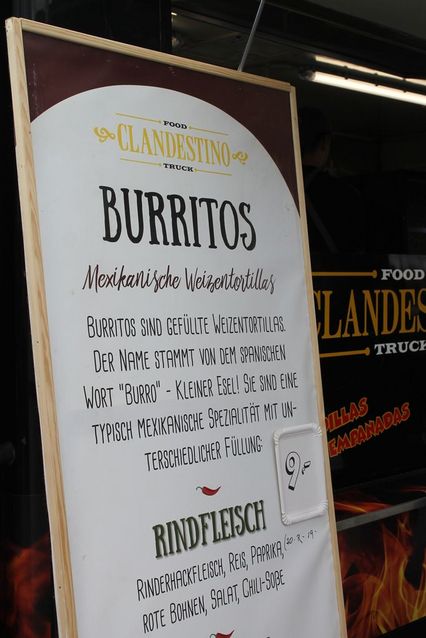 FOOD
CLANDESTINO
TRUCK
BURRITOS
Mexikanische Weizentortillas
BURRITOS SIND GEFÜLLTE WEIZENTORTILLAS.
DER NAME STAMMT VON DEM SPANISCHEN
WORT "BURRO" - KLEINER ESEL! SIE SIND EINE
TYPISCH MEXIKANISCHE SPEZIALITÄT MIT UN-
TERSCHIEDLICHER FÜLLUNG:
9,-
RINDFLEISCH
RINDERHACKFLEISCH, REIS, PAPRIKA,
ROTE BOHNEN, SALAT, CHILI-SOßE
FOOD
CLANDES
TRUCK
DILLAS
EMPANADAS